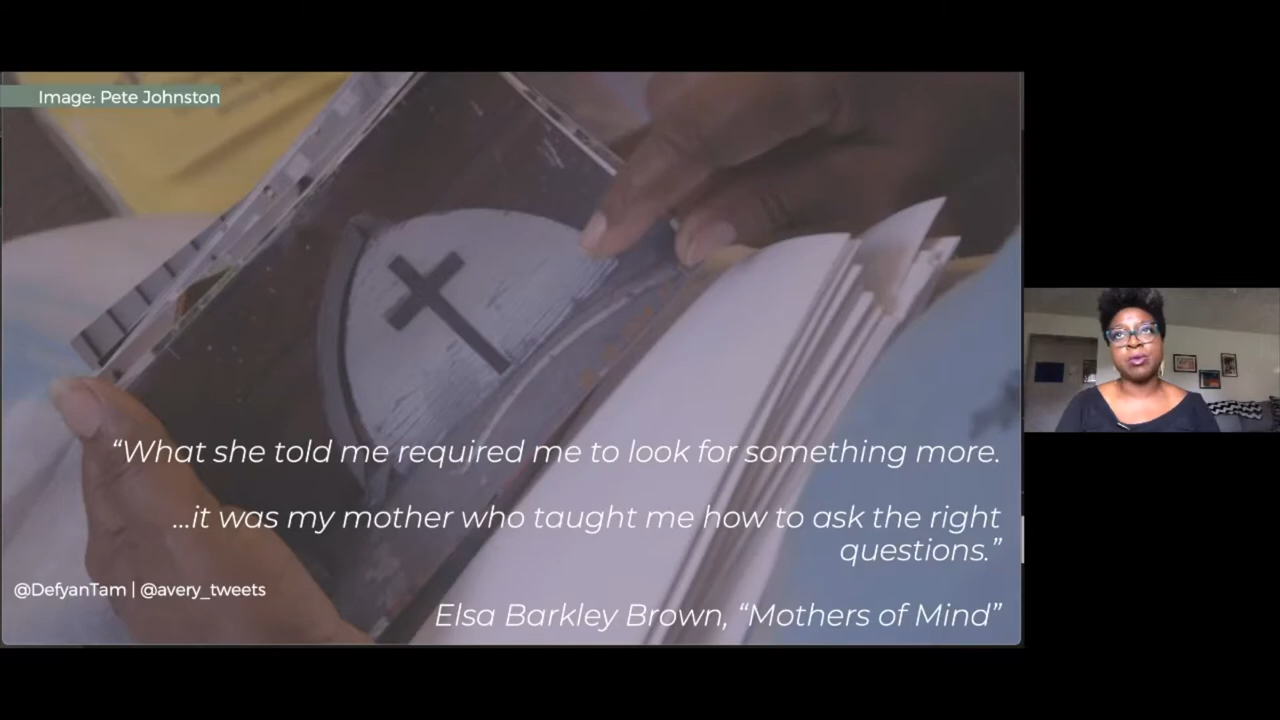 Image: Pete Johnston
“What she told me required me to look for something more.
...it was my mother who taught me how to ask the right
questions.”
@DefyanTam | @avery_tweets
Elsa Barkley Brown, “Mothers of Mind”